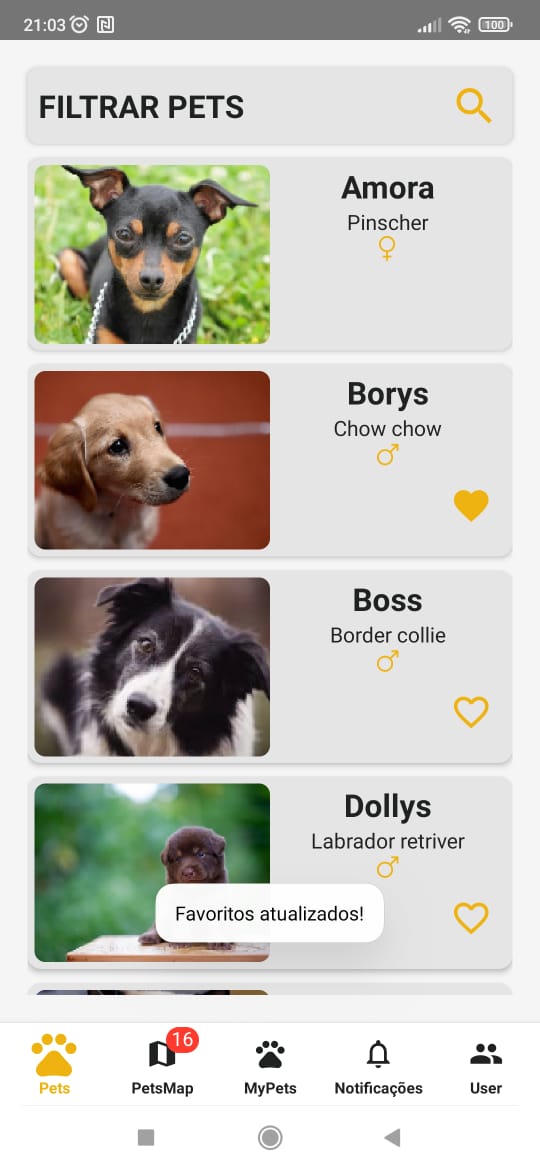 21:03
100
FILTRAR PETS
Amora
Pinscher
Borys
Chow chow
Boss
Border collie
Dollys
Labrador retriver
Favoritos atualizados!
16
Pets
PetsMap
MyPets
Notificações
User